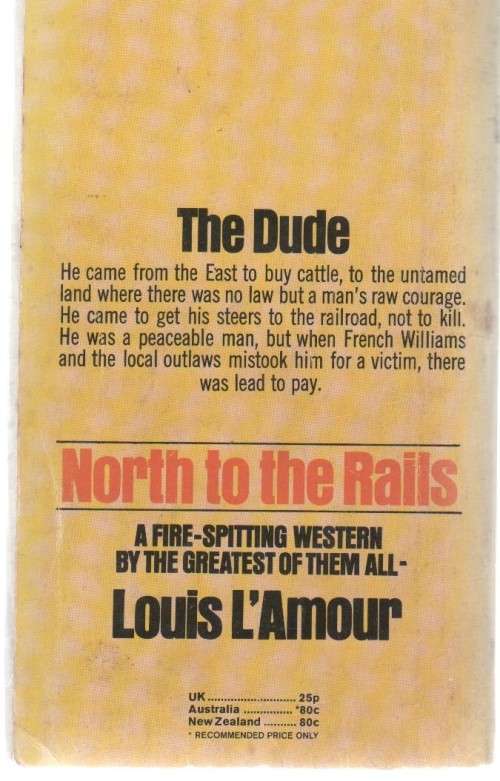 The Dude
He came from the East to buy cattle, to the untamed
land where there was no law but a man's raw courage.
He came to get his steers to the railroad, not to kill.
He was a peaceable man, but when French Williams
and the local outlaws mistook him for a victim, there
was lead to pay.
North to the Rails
A FIRE-SPITTING WESTERN
BY THE GREATEST OF THEM ALL-
Louis L'Amour
UK ........................... 25p
Australia ................ *80c
New Zealand ........... 80c
* RECOMMENDED PRICE ONLY